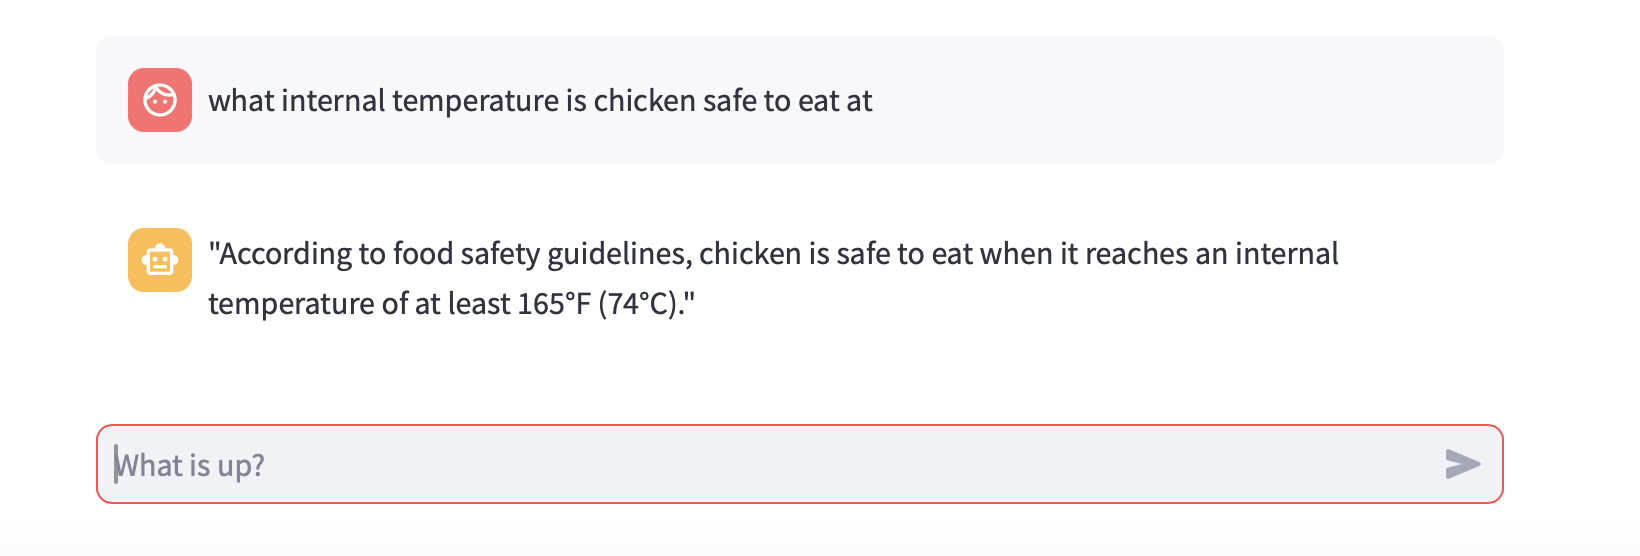 what internal temperature is chicken safe to eat at
"According to food safety guidelines, chicken is safe to eat when it reaches an internal
temperature of at least 165°F (74°C)."
What is up?